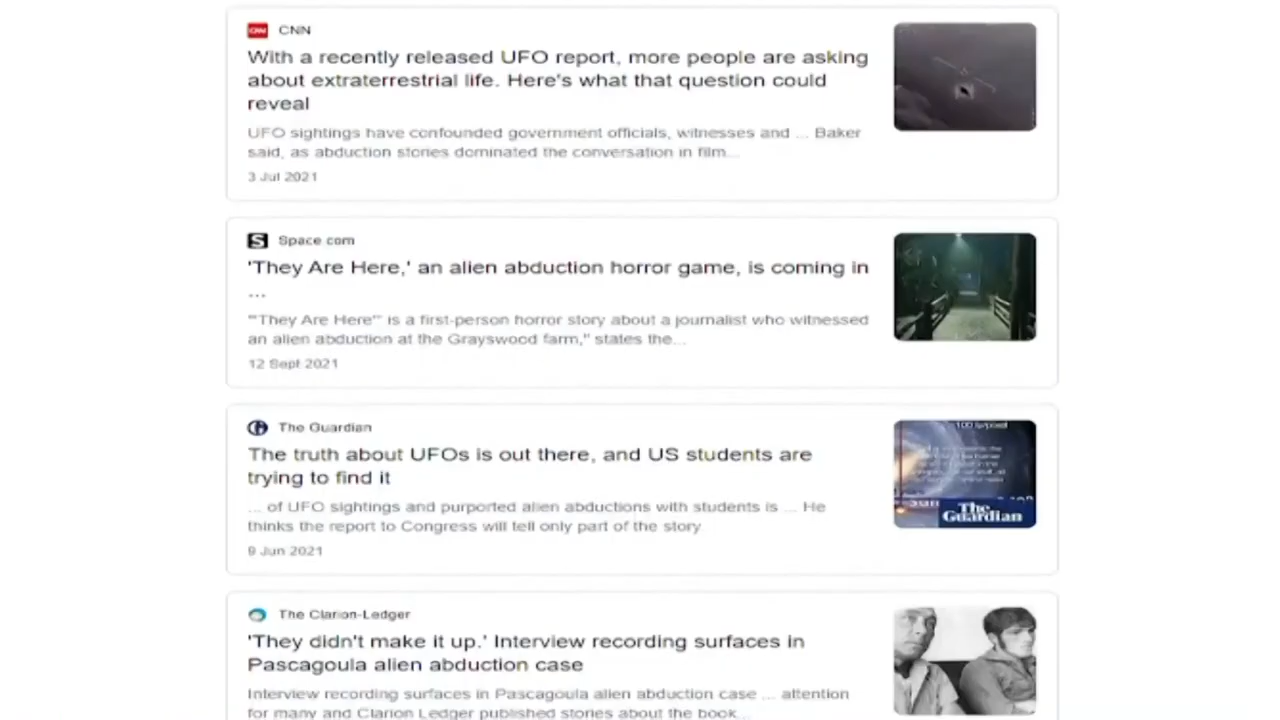 CNN
With a recently released UFO report, more people are asking
about extraterrestrial life. Here's what that question could
reveal
UFO sightings have confounded government officials, witnesses and ... Baker
said, as abduction stories dominated the conversation in film...
3 Jul 2021
S Space.com
'They Are Here,' an alien abduction horror game, is coming in
...
"'They Are Here'" is a first-person horror story about a journalist who witnessed
an alien abduction at the Grayswood farm," states the...
12 Sept 2021
The Guardian
The truth about UFOs is out there, and US students are
trying to find it
... of UFO sightings and purported alien abductions with students is ... He
thinks the report to Congress will tell only part of the story
9 Jun 2021
The
Guardian
The Clarion-Ledger
'They didn't make it up.' Interview recording surfaces in
Pascagoula alien abduction case
Interview recording surfaces in Pascagoula alien abduction case ... attention
for many and Clarion Ledger published stories about the book...